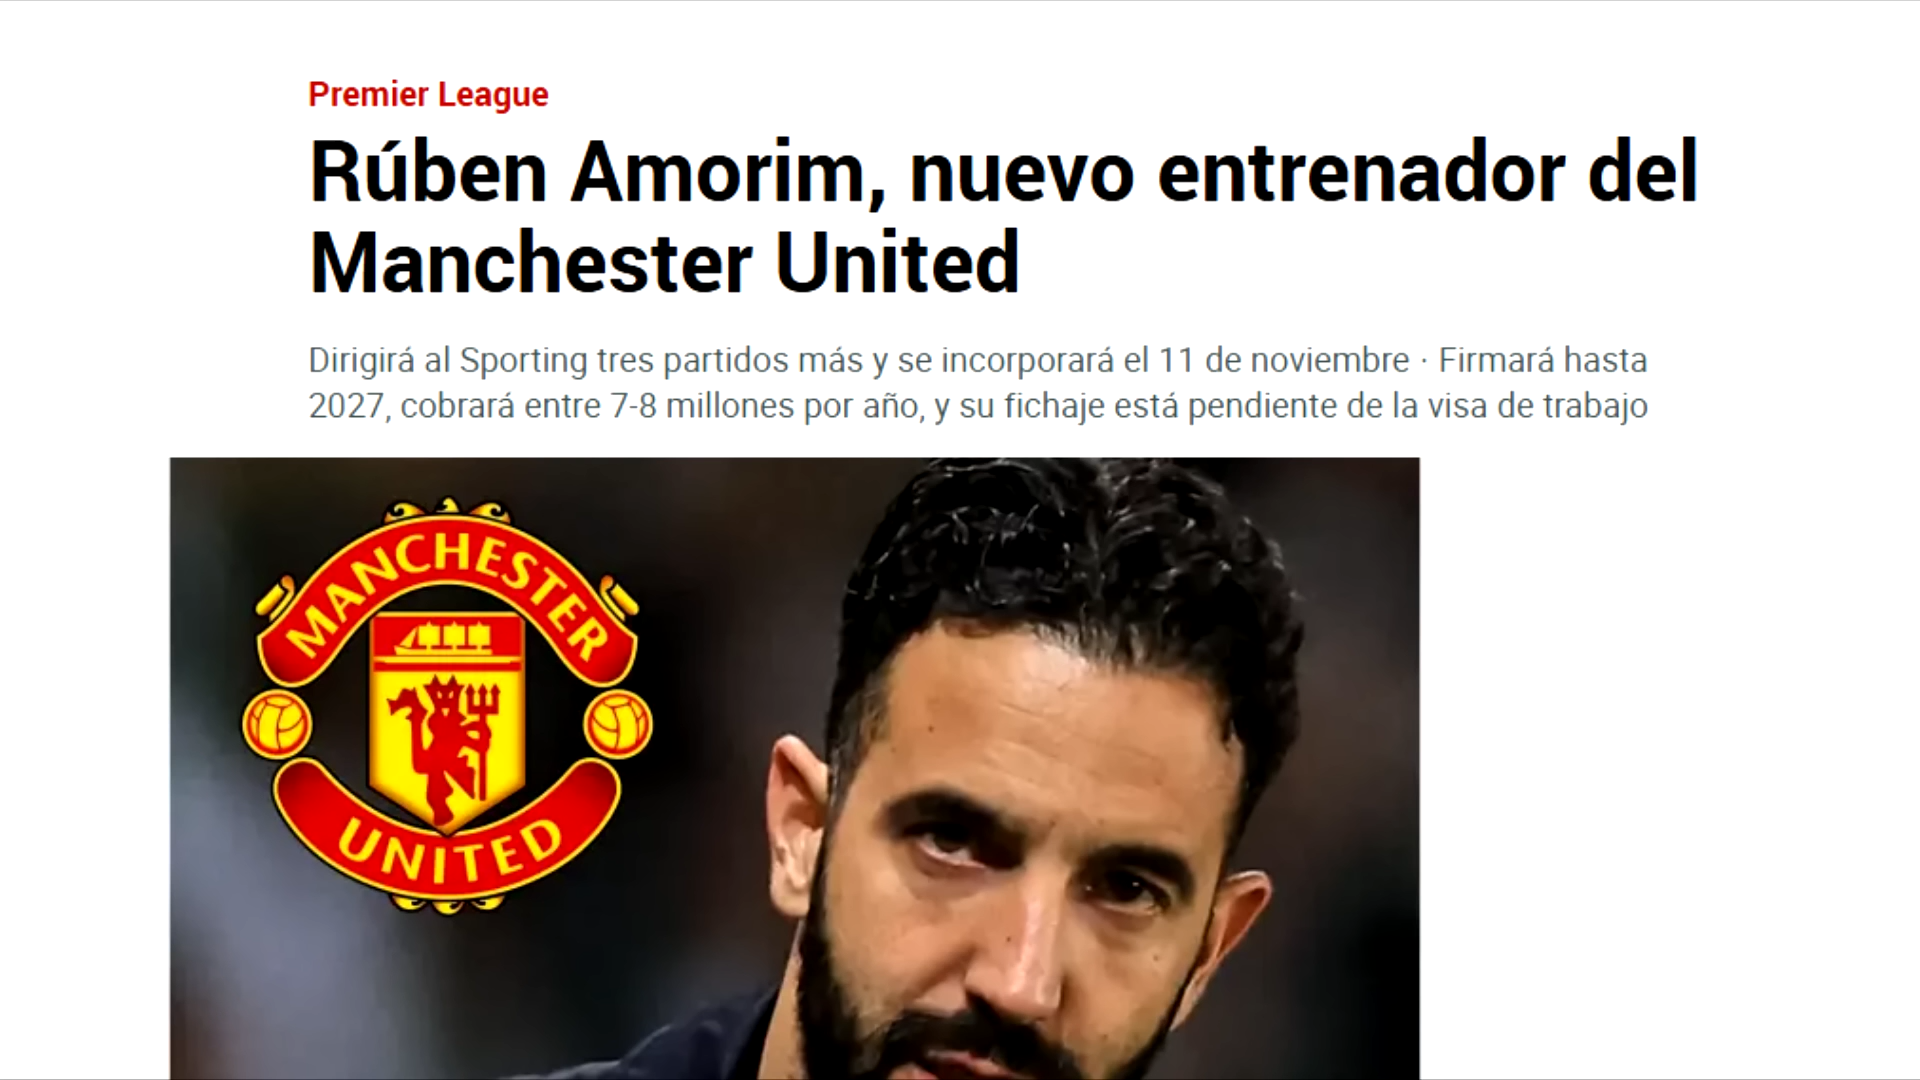 Premier League
Rúben Amorim, nuevo entrenador del
Manchester United
Dirigirá al Sporting tres partidos más y se incorporará el 11 de noviembre · Firmará hasta
2027, cobrará entre 7-8 millones por año, y su fichaje está pendiente de la visa de trabajo
MANCHESTER
UNITED